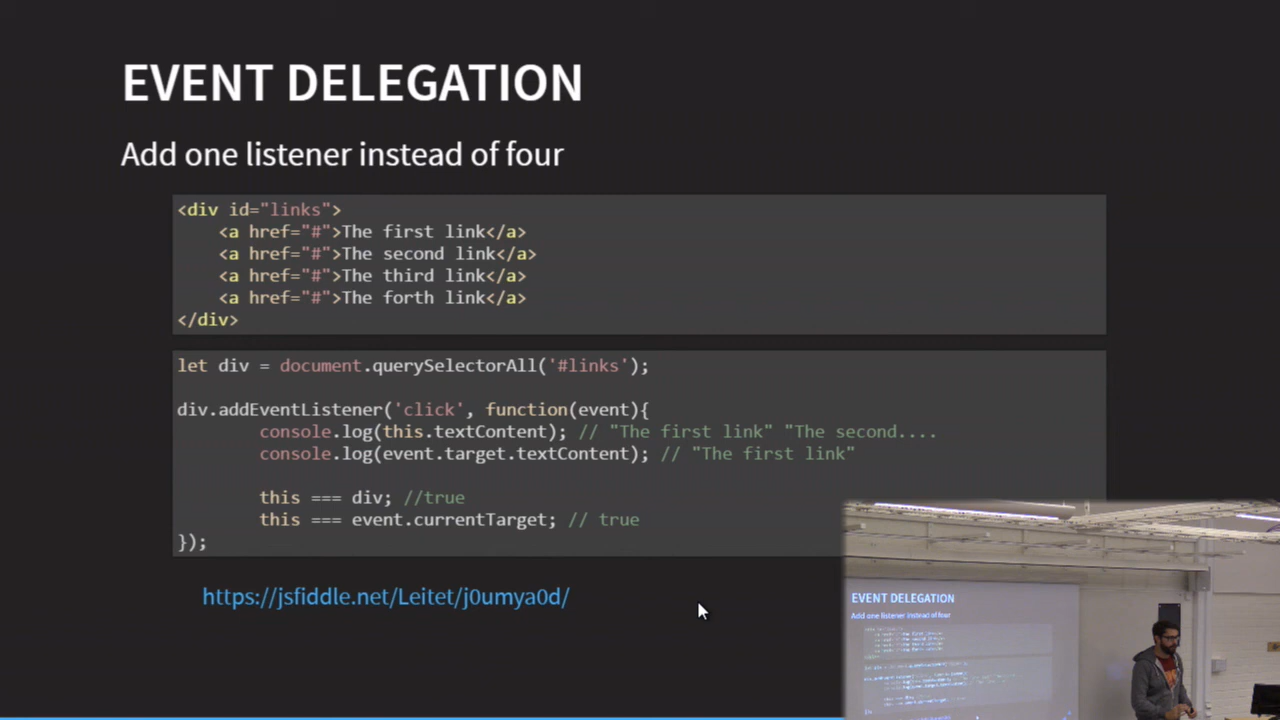 EVENT DELEGATION
Add one listener instead of four
<div id="links">
    <a href="#">The first link</a>
    <a href="#">The second link</a>
    <a href="#">The third link</a>
    <a href="#">The forth link</a>
</div>
let div = document.querySelectorAll('#links');
div.addEventListener('click', function(event){
        console.log(this.textContent); // "The first link" "The second....
        console.log(event.target.textContent); // "The first link"
        this === div; //true
        this === event.currentTarget; // true
});
https://jsfiddle.net/Leitet/j0umya0d/
EVENT DELEGATION
Add one listener instead of four